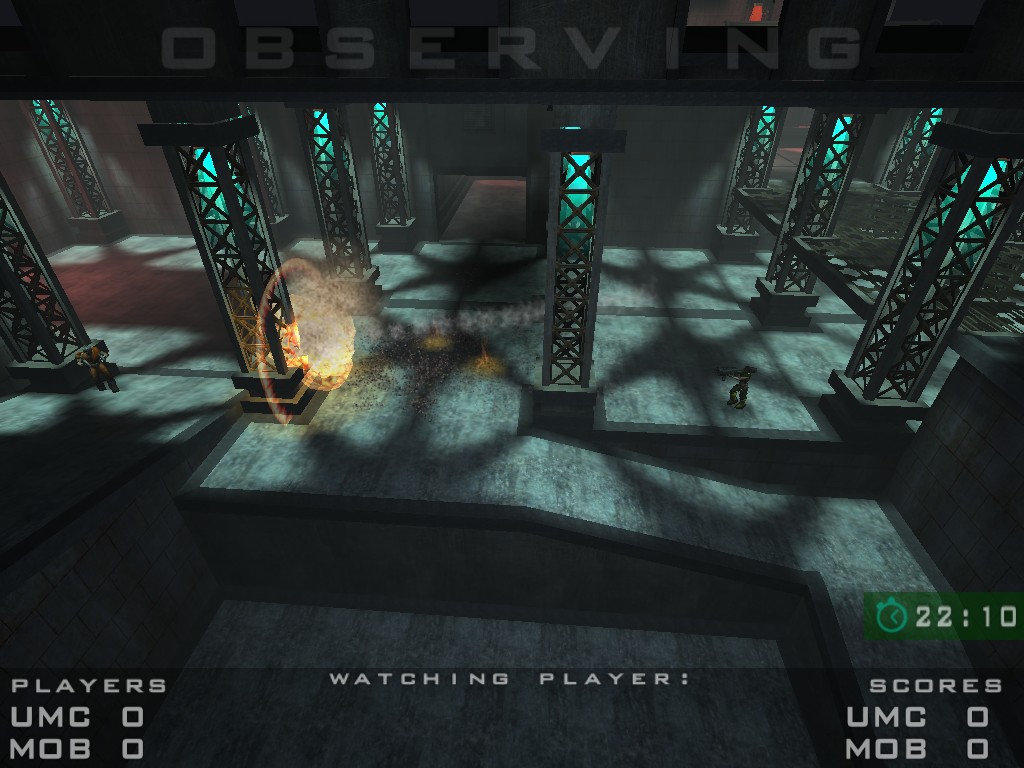 OBSERVING
22:10
WATCHING PLAYER:
PLAYERS
UMC 0
MOB 0
SCORES
UMC 0
MOB 0